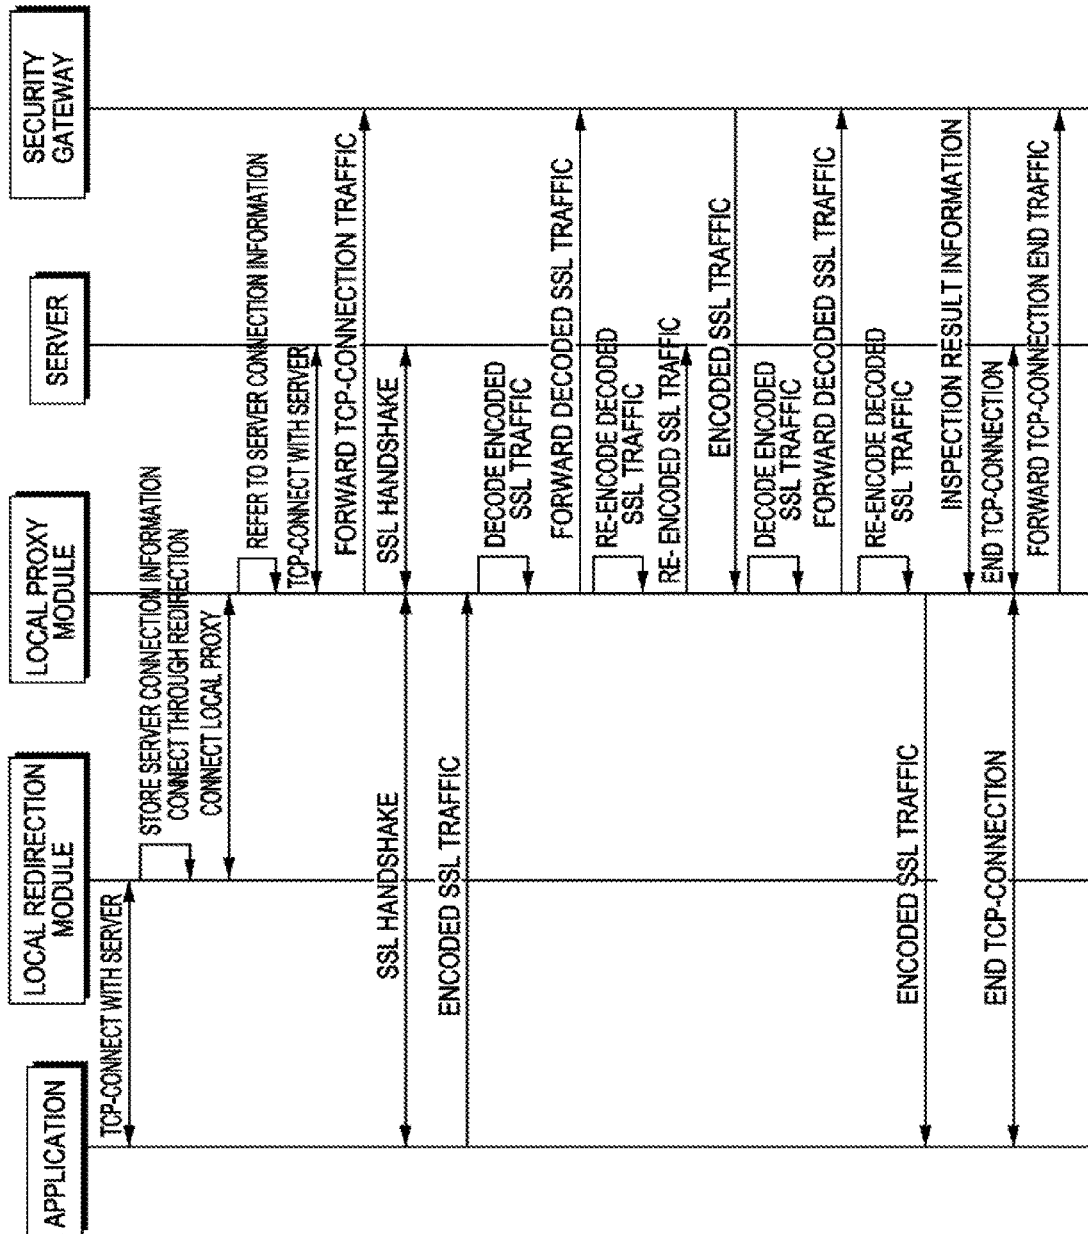 APPLICATION
LOCAL REDIRECTION
MODULE
LOCAL PROXY
MODULE
SERVER
SECURITY
GATEWAY
TCP-CONNECT WITH SERVER
STORE SERVER CONNECTION INFORMATION
CONNECT THROUGH REDIRECTION
CONNECT LOCAL PROXY
REFER TO SERVER CONNECTION INFORMATION
TCP-CONNECT WITH SERVER
FORWARD TCP-CONNECTION TRAFFIC
SSL HANDSHAKE
SSL HANDSHAKE
ENCODED SSL TRAFFIC
DECODE ENCODED
SSL TRAFFIC
FORWARD DECODED SSL TRAFFIC
RE-ENCODE DECODED
SSL TRAFFIC
RE- ENCODED SSL TRAFFIC
ENCODED SSL TRAFFIC
DECODE ENCODED
SSL TRAFFIC
FORWARD DECODED SSL TRAFFIC
RE-ENCODE DECODED
SSL TRAFFIC
ENCODED SSL TRAFFIC
INSPECTION RESULT INFORMATION
END TCP-CONNECTION
END TCP-CONNECTION
FORWARD TCP-CONNECTION END TRAFFIC